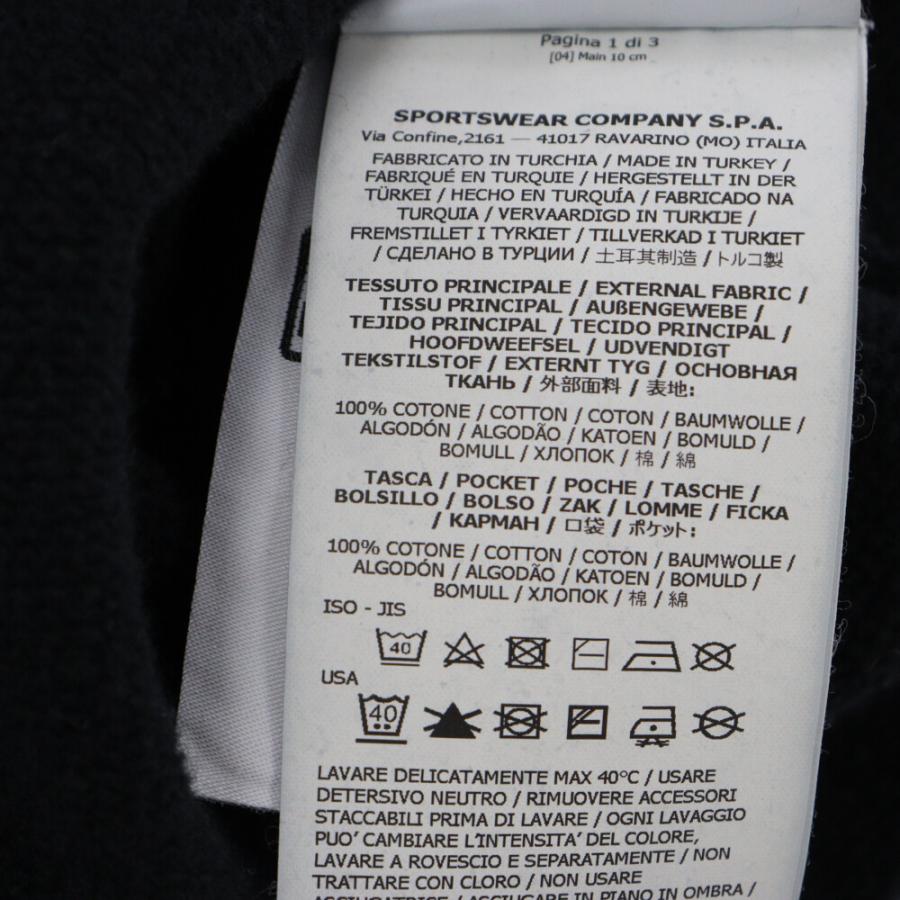 Pagina 1 di 3
[04] Main 10 cm
SPORTSWEAR COMPANY S.P.A.
Via Confine,2161 — 41017 RAVARINO (MO) ITALIA
FABBRICATO IN TURCHIA / MADE IN TURKEY /
FABRIQUÉ EN TURQUIE / HERGESTELLT IN DER
TÜRKEI / HECHO EN TURQUÍA / FABRICADO NA
TURQUIA / VERVAARDIGD IN TURKIJE /
FREMSTILLET I TYRKIET / TILLVERKAD I TURKIET
/ СДЕЛАНО В ТУРЦИИ / 土耳其制造 / トルコ製
TESSUTO PRINCIPALE / EXTERNAL FABRIC /
TISSU PRINCIPAL / AUßENGEWEBE /
TEJIDO PRINCIPAL / TECIDO PRINCIPAL /
HOOFDWEEFSEL / UDVENDIGT
TEKSTILSTOF / EXTERNT TYG / ОСНОВНАЯ
ТКАНЬ / 外部面料 / 表地:
100% COTONE / COTTON / COTON / BAUMWOLLE /
ALGODÓN / ALGODÃO / KATOEN / BOMULD /
BOMULL / ХЛОПОК / 棉 / 綿
TASCA / POCKET / POCHE / TASCHE /
BOLSILLO / BOLSO / ZAK / LOMME / FICKA
/ КАРМАН / 口袋 / ポケット:
100% COTONE / COTTON / COTON / BAUMWOLLE /
ALGODÓN / ALGODÃO / KATOEN / BOMULD /
BOMULL / ХЛОПОК / 棉 / 綿
ISO - JIS
40
USA
40
LAVARE DELICATAMENTE MAX 40°C / USARE
DETERSIVO NEUTRO / RIMUOVERE ACCESSORI
STACCABILI PRIMA DI LAVARE / OGNI LAVAGGIO
PUO' CAMBIARE L'INTENSITA' DEL COLORE,
LAVARE A ROVESCIO E SEPARATAMENTE / NON
TRATTARE CON CLORO / NON USARE
ASCIUGATRICE / ASCIUGARE IN PIANO IN OMBRA /